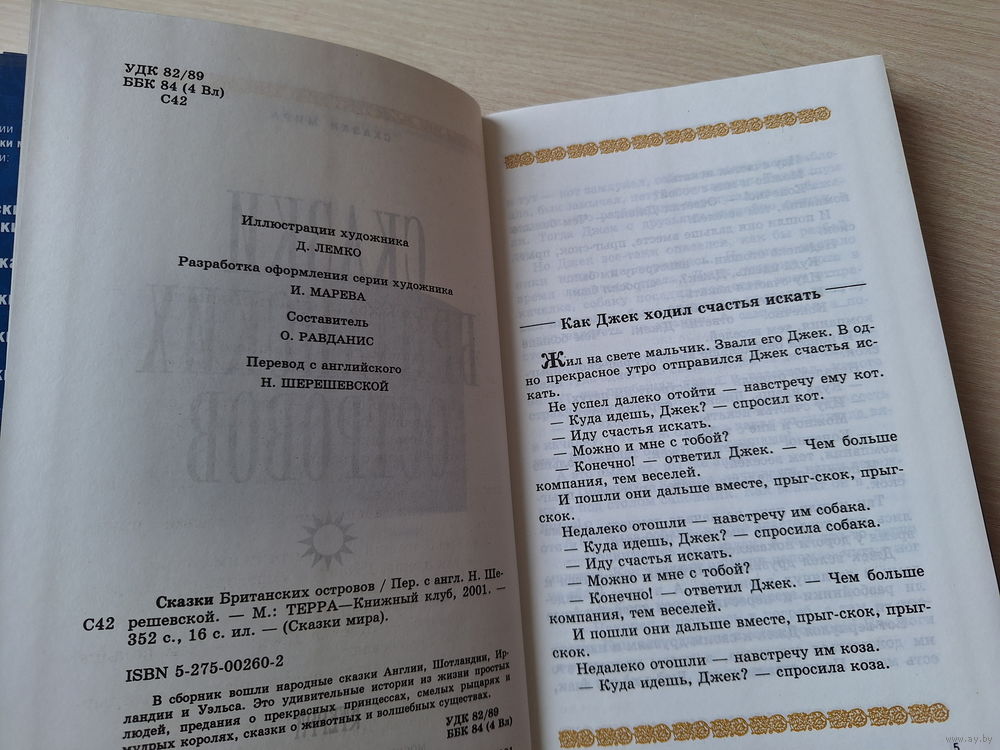 УДК 82/89
ББК 84 (4 Вл)
С42
Иллюстрации художника
Д. ЛЕМКО
Разработка оформления серии художника
И. МАРЕВА
Составитель
О. РАВДАНИС
Перевод с английского
Н. ШЕРЕШЕВСКОЙ
Сказки Британских островов / Пер. с англ. Н. Ше-
С42 решевской. — М.: ТЕРРА—Книжный клуб, 2001. —
352 с., 16 с. ил. — (Сказки мира).
ISBN 5-275-00260-2
В сборник вошли народные сказки Англии, Шотландии, Ир-
ландии и Уэльса. Это удивительные истории из жизни простых
людей, предания о прекрасных принцессах, смелых рыцарях и
мудрых королях, сказки о животных и волшебных существах.
УДК 82/89
ББК 84 (4 Вл)
Как Джек ходил счастья искать
Жил на свете мальчик. Звали его Джек. В од-
но прекрасное утро отправился Джек счастья ис-
кать.
Не успел далеко отойти — навстречу ему кот.
— Куда идешь, Джек? — спросил кот.
— Иду счастья искать.
— Можно и мне с тобой?
— Конечно! — ответил Джек. — Чем больше
компания, тем веселей.
И пошли они дальше вместе, прыг-скок, прыг-
скок.
Недалеко отошли — навстречу им собака.
— Куда идешь, Джек? — спросила собака.
— Иду счастья искать.
— Можно и мне с тобой?
— Конечно! — ответил Джек. — Чем больше
компания, тем веселей.
И пошли они дальше вместе, прыг-скок, прыг-
скок.
Недалеко отошли — навстречу им коза.
— Куда идешь, Джек? — спросила коза.
5
www.ay.by